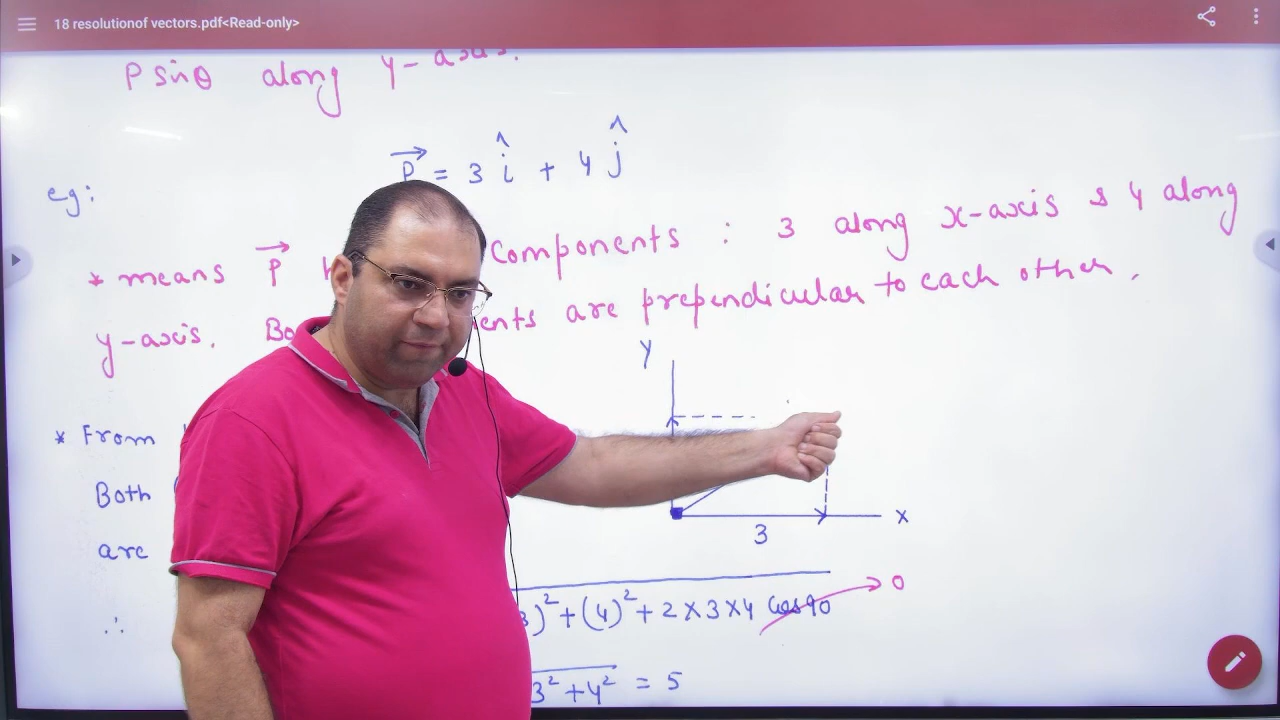 18 resolutionof vectors.pdf<Read-only>
P sinθ along y-axis.
eg: P⃗ = 3 î + 4 ĵ
* means P⃗ Components : 3 along x-axis & 4 along
y-axis. Bo ents are prependicular to each other.
y
* From
Both
are
x
3
∴ 3)² + (4)² + 2 × 3 × 4 Cos 90 → 0
3² + 4² = 5